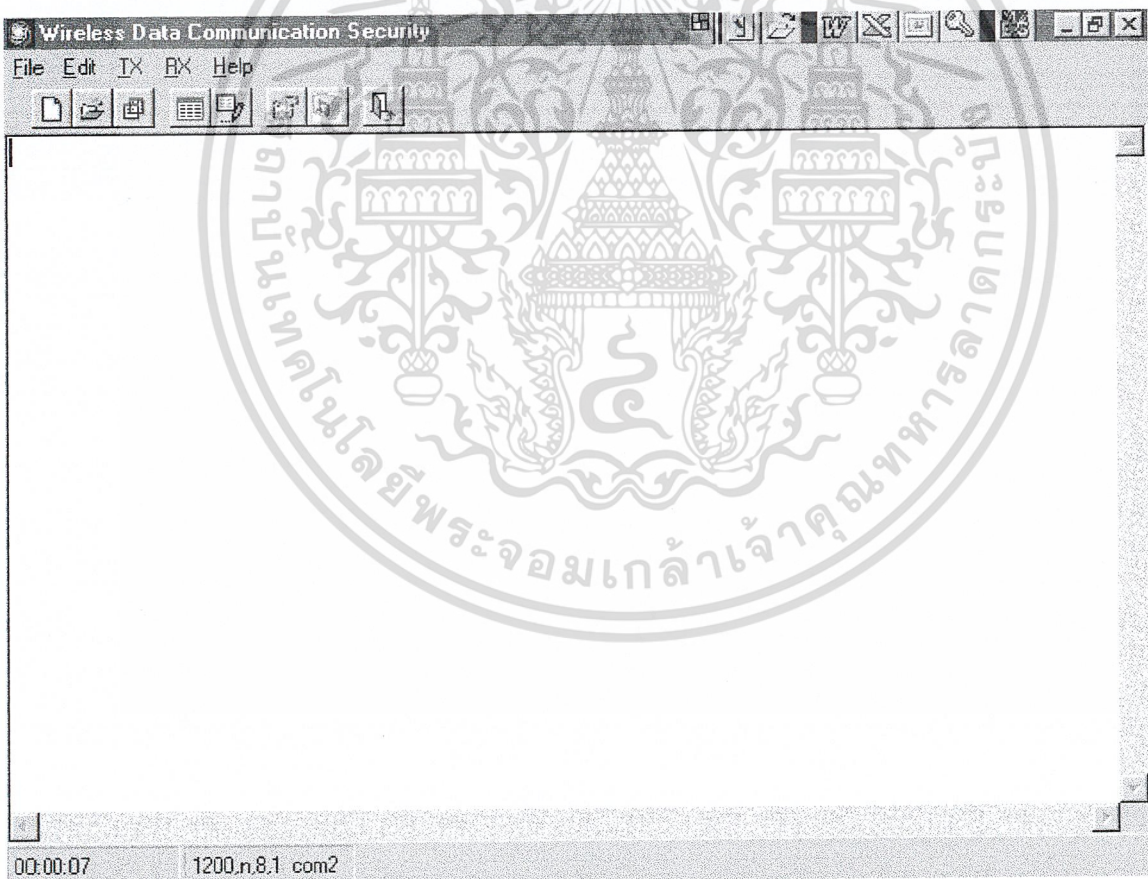 Wireless Data Communication Security
File Edit TX RX Help
สถาบันเทคโนโลยีพระจอมเกล้าเจ้าคุณทหารลาดกระบัง
00:00:07 1200,n,8,1 com2